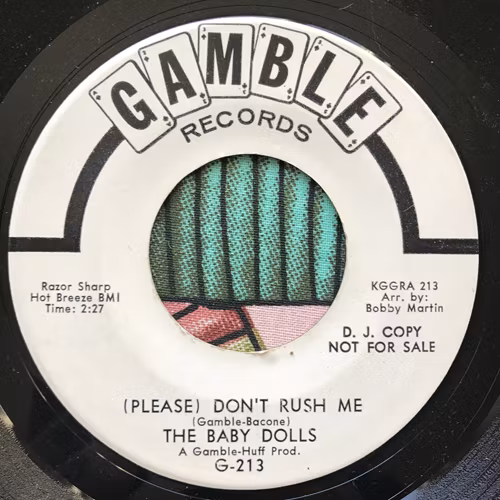 GAMBLE
RECORDS
Razor Sharp
Hot Breeze BMI
Time: 2:27
KGGRA 213
Arr. by:
Bobby Martin
D. J. COPY
NOT FOR SALE
(PLEASE) DON'T RUSH ME
(Gamble-Bacone)
THE BABY DOLLS
A Gamble-Huff Prod.
G-213